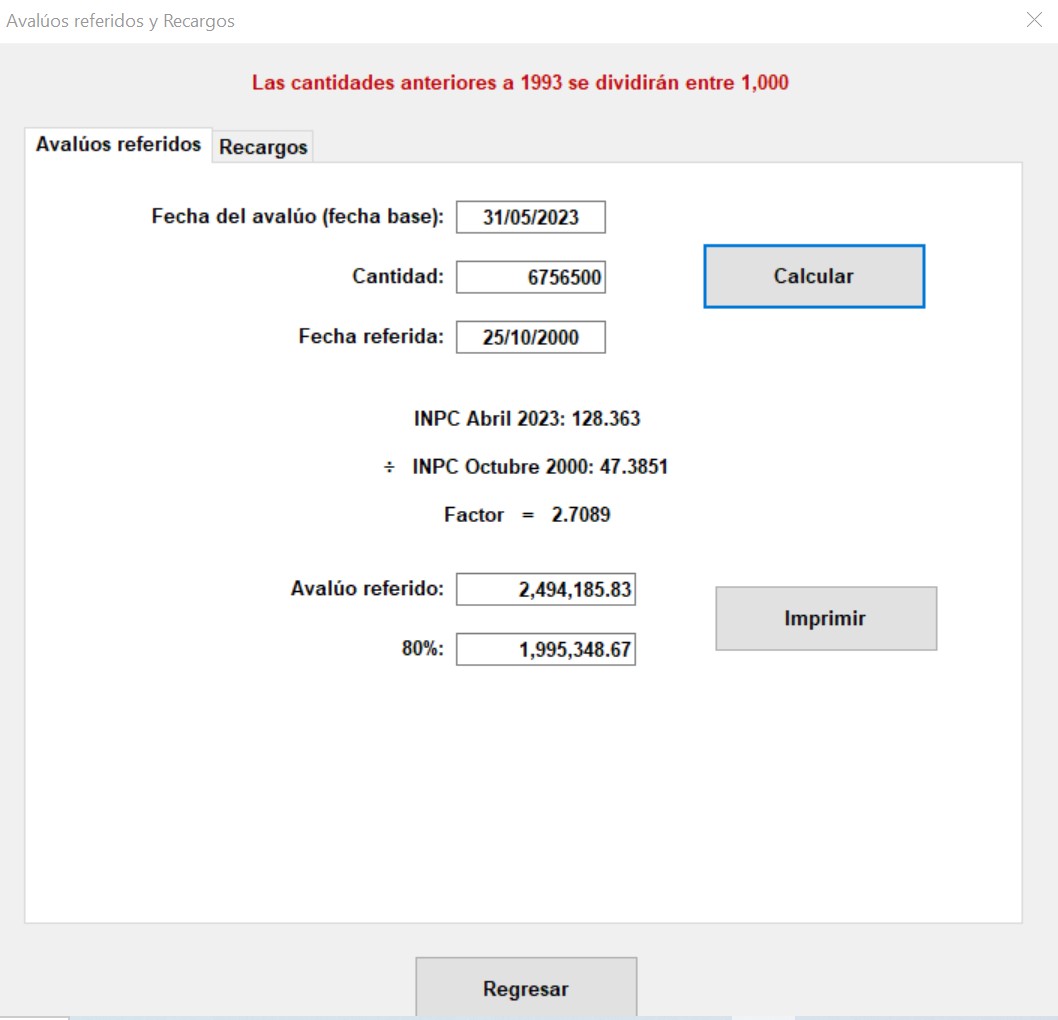 Avalúos referidos y Recargos
Las cantidades anteriores a 1993 se dividirán entre 1,000
Avalúos referidos
Recargos
Fecha del avalúo (fecha base): 31/05/2023
Cantidad: 6756500
Calcular
Fecha referida: 25/10/2000
INPC Abril 2023: 128.363
÷ INPC Octubre 2000: 47.3851
Factor = 2.7089
Avalúo referido: 2,494,185.83
Imprimir
80%: 1,995,348.67
Regresar